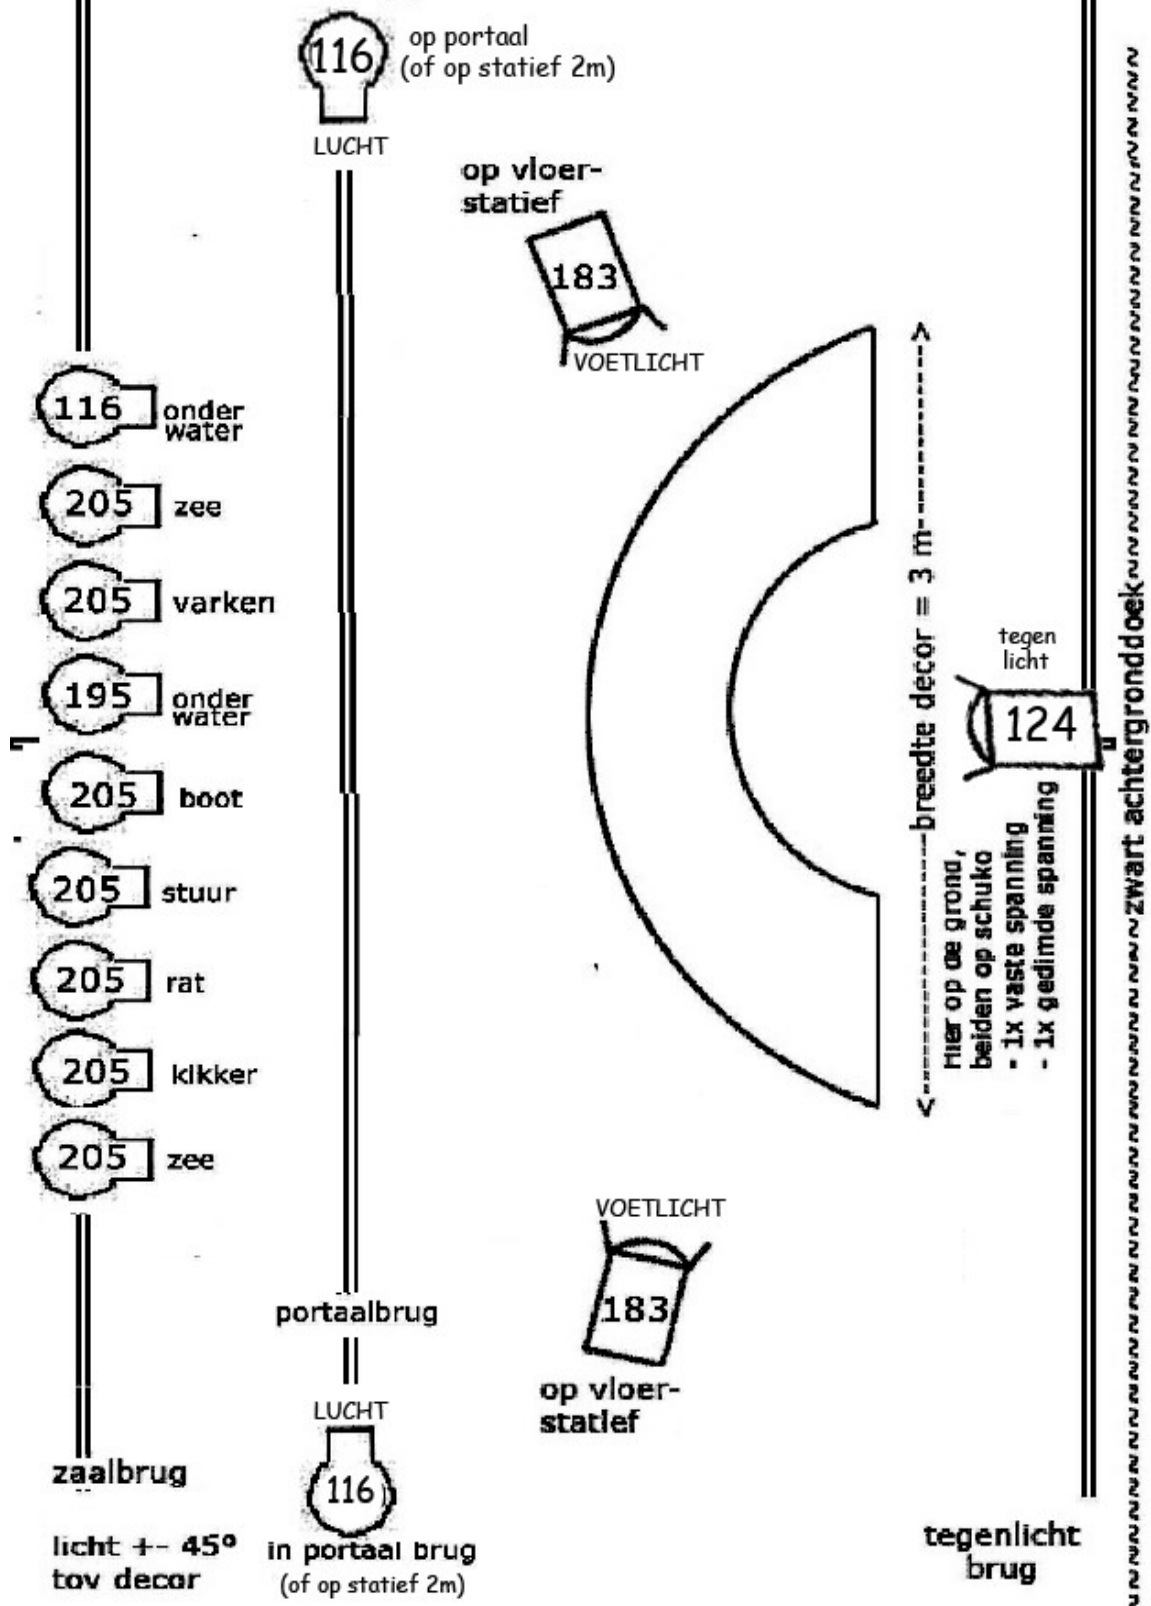 116
op portaal
(of op statief 2m)
LUCHT
op vloer-
statief
183
VOETLICHT
116
onder
water
205
zee
205
varken
195
onder
water
205
boot
205
stuur
205
rat
205
kikker
205
zee
<-----------------breedte decor = 3 m----------------->
tegen
licht
124
Hier op de grond,
beiden op schuko
- 1x vaste spanning
- 1x gedimde spanning
zwart achtergronddoek
VOETLICHT
183
op vloer-
statief
portaalbrug
LUCHT
116
in portaal brug
(of op statief 2m)
zaalbrug
licht +- 45°
tov decor
tegenlicht
brug